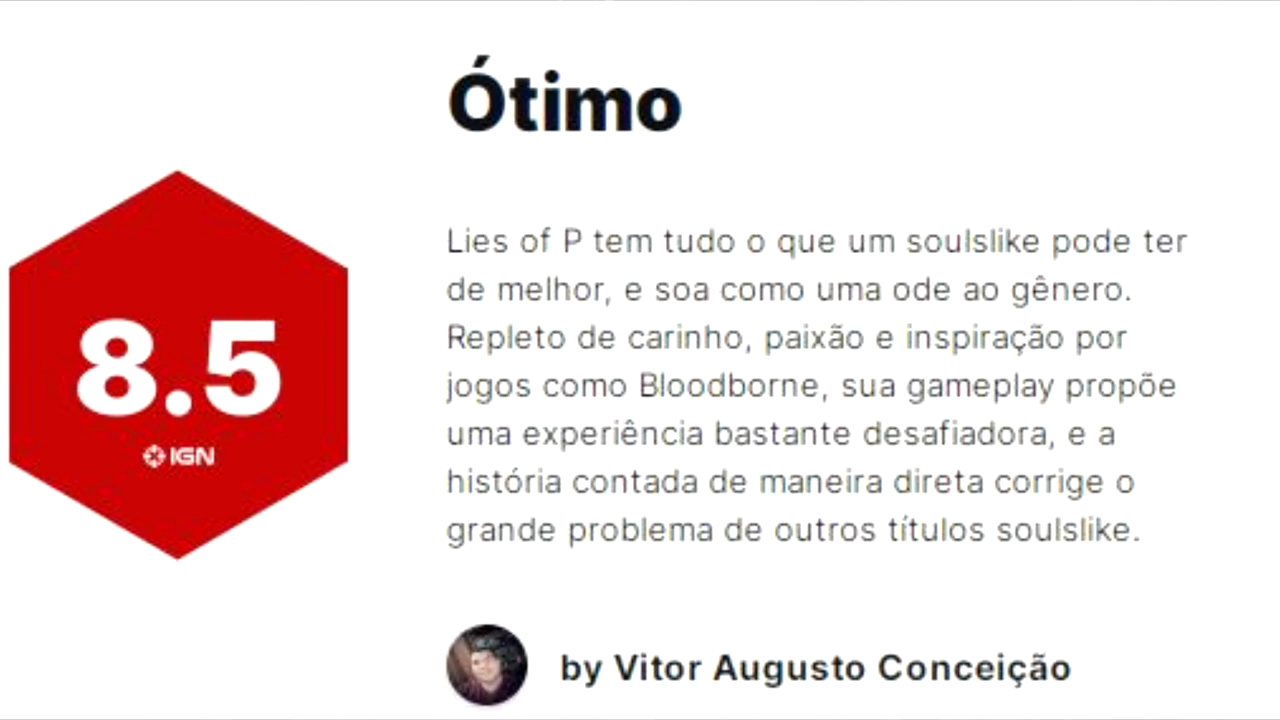 Ótimo
8.5
IGN
Lies of P tem tudo o que um soulslike pode ter
de melhor, e soa como uma ode ao gênero.
Repleto de carinho, paixão e inspiração por
jogos como Bloodborne, sua gameplay propõe
uma experiência bastante desafiadora, e a
história contada de maneira direta corrige o
grande problema de outros títulos soulslike.
by Vitor Augusto Conceição